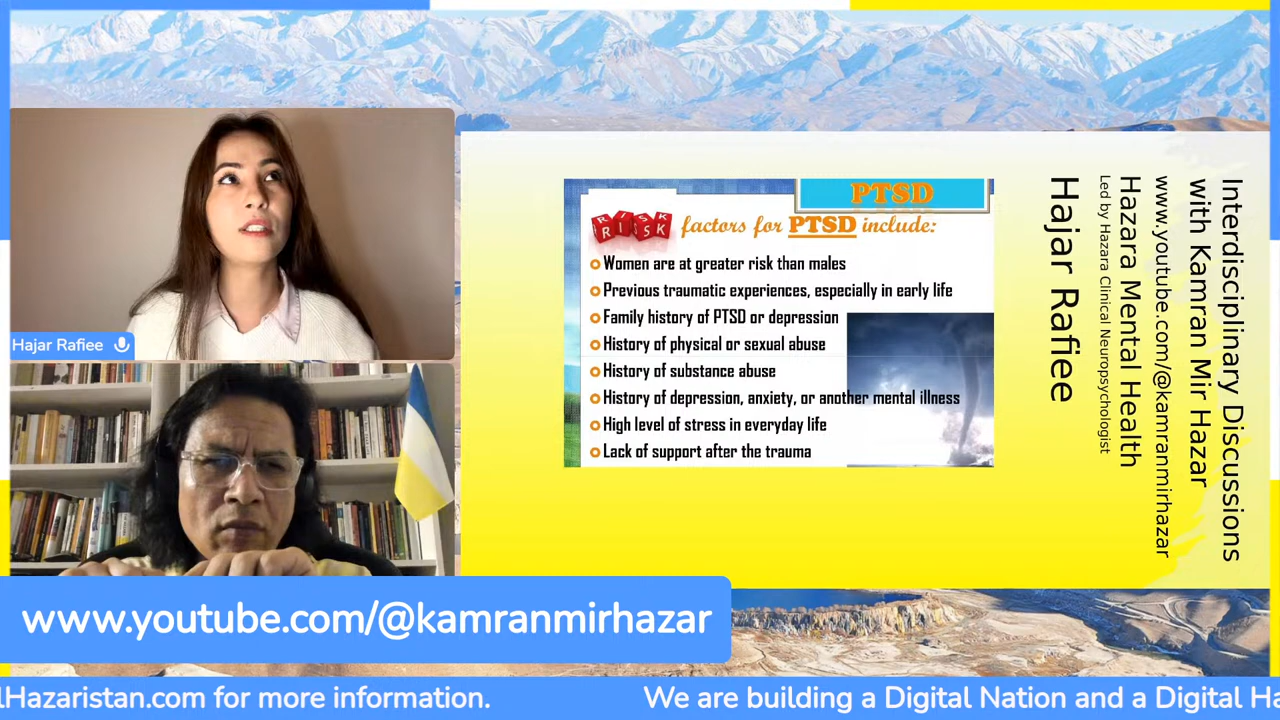 Hajar Rafiee
PTSD
RISK
RISK
factors for PTSD include:
Women are at greater risk than males
Previous traumatic experiences, especially in early life
Family history of PTSD or depression
History of physical or sexual abuse
History of substance abuse
History of depression, anxiety, or another mental illness
High level of stress in everyday life
Lack of support after the trauma
Interdisciplinary Discussions
with Kamran Mir Hazar
www.youtube.com/@kamranmirhazar
Hazara Mental Health
Led by Hazara Clinical Neuropsychologist
Hajar Rafiee
www.youtube.com/@kamranmirhazar
lHazaristan.com for more information. We are building a Digital Nation and a Digital Ha